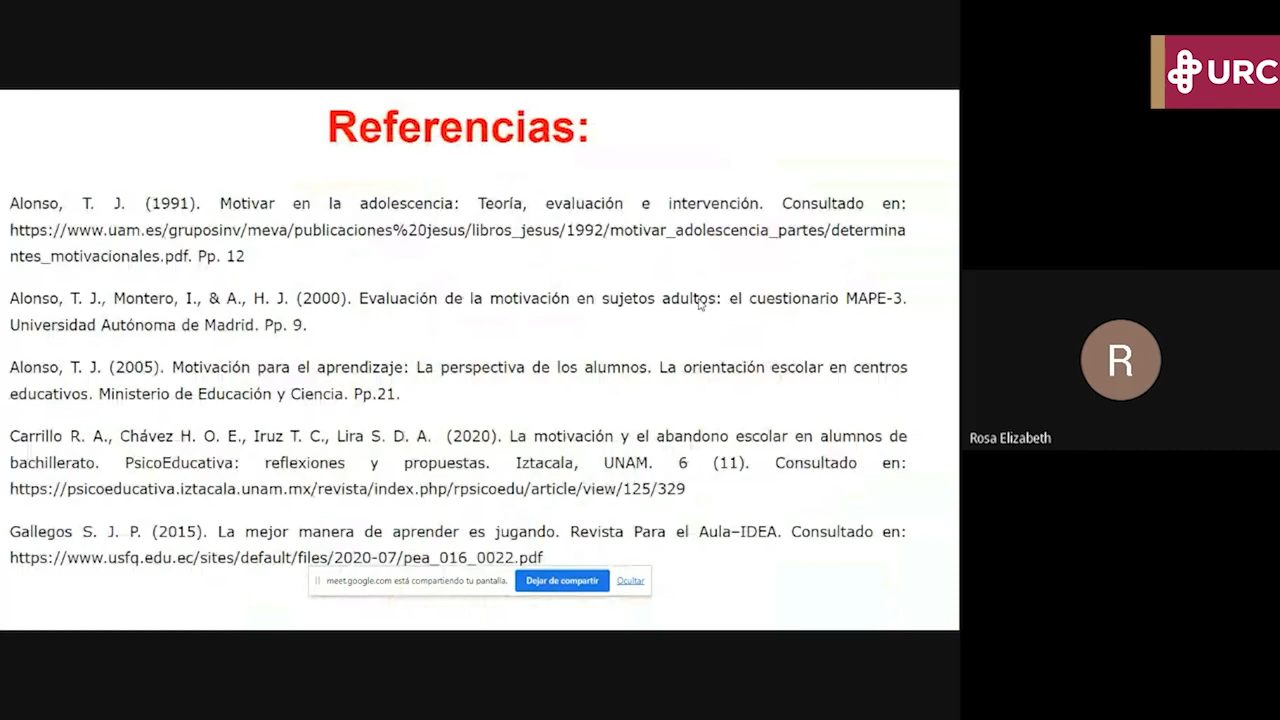 URC
Referencias:
Alonso, T. J. (1991). Motivar en la adolescencia: Teoría, evaluación e intervención. Consultado en:
https://www.uam.es/gruposinv/meva/publicaciones%20jesus/libros_jesus/1992/motivar_adolescencia_partes/determina
ntes_motivacionales.pdf. Pp. 12
Alonso, T. J., Montero, I., & A., H. J. (2000). Evaluación de la motivación en sujetos adultos: el cuestionario MAPE-3.
Universidad Autónoma de Madrid. Pp. 9.
Alonso, T. J. (2005). Motivación para el aprendizaje: La perspectiva de los alumnos. La orientación escolar en centros
educativos. Ministerio de Educación y Ciencia. Pp.21.
Carrillo R. A., Chávez H. O. E., Iruz T. C., Lira S. D. A. (2020). La motivación y el abandono escolar en alumnos de
bachillerato. PsicoEducativa: reflexiones y propuestas. Iztacala, UNAM. 6 (11). Consultado en:
https://psicoeducativa.iztacala.unam.mx/revista/index.php/rpsicoedu/article/view/125/329
Gallegos S. J. P. (2015). La mejor manera de aprender es jugando. Revista Para el Aula–IDEA. Consultado en:
https://www.usfq.edu.ec/sites/default/files/2020-07/pea_016_0022.pdf
meet.google.com está compartiendo tu pantalla. Dejar de compartir Ocultar
R
Rosa Elizabeth